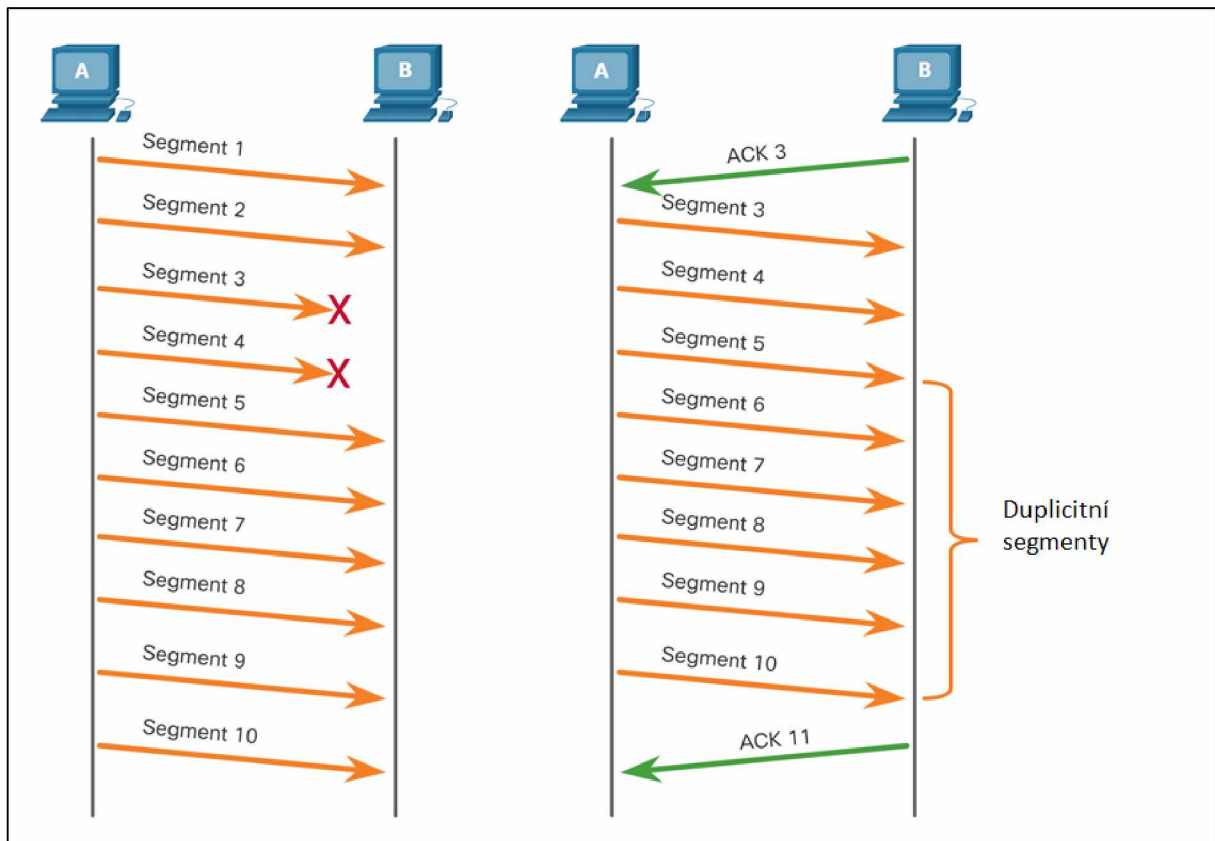 A
B
Segment 1
Segment 2
Segment 3
X
Segment 4
X
Segment 5
Segment 6
Segment 7
Segment 8
Segment 9
Segment 10
A
B
ACK 3
Segment 3
Segment 4
Segment 5
Segment 6
Segment 7
Segment 8
Segment 9
Segment 10
ACK 11
Duplicitní
segmenty